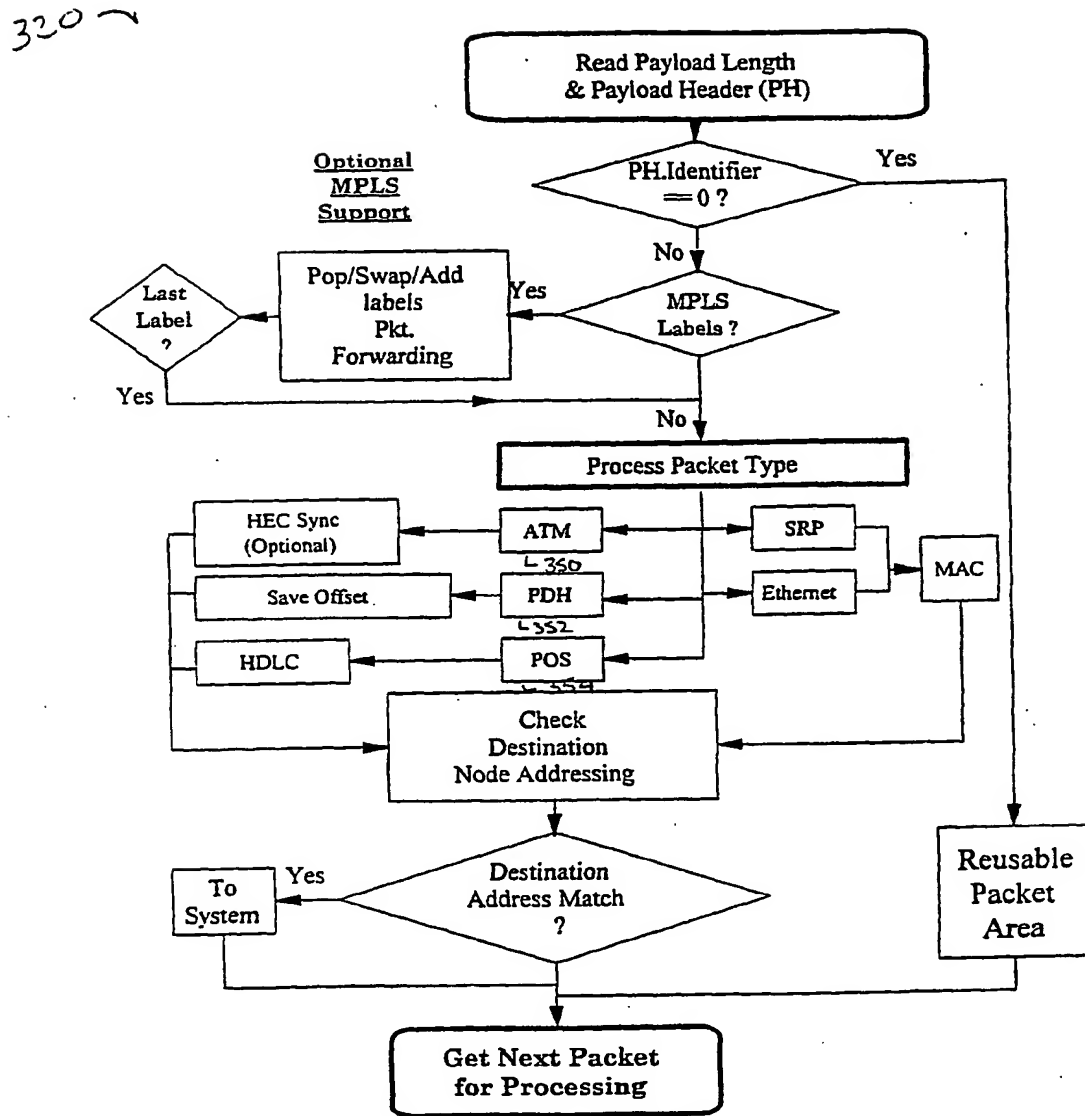 320
Read Payload Length
& Payload Header (PH)
Optional
MPLS
Support
PH.Identifier
== 0 ?
Yes
No
Last
Label
?
Pop/Swap/Add
labels
Pkt.
Forwarding
Yes
MPLS
Labels ?
Yes
No
Process Packet Type
HEC Sync
(Optional)
ATM
SRP
350
MAC
Save Offset
PDH
Ethernet
352
HDLC
POS
354
Check
Destination
Node Addressing
To
System
Yes
Destination
Address Match
?
Reusable
Packet
Area
Get Next Packet
for Processing